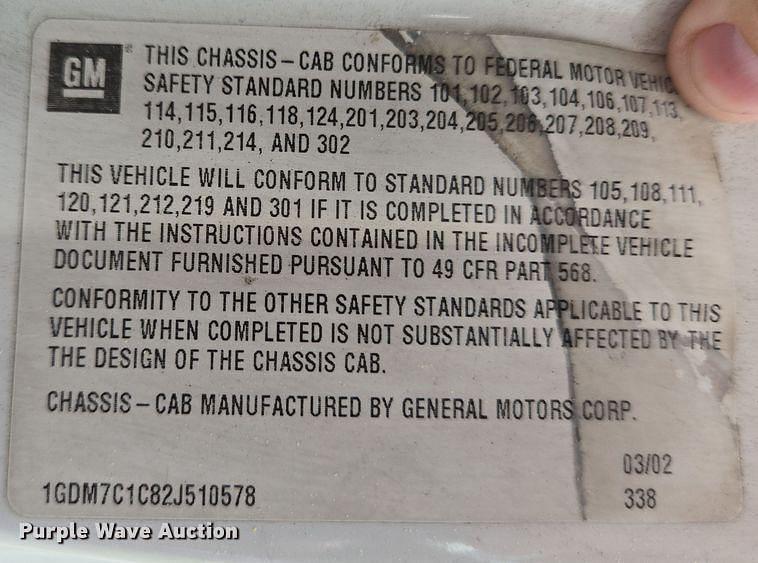 GM
THIS CHASSIS-CAB CONFORMS TO FEDERAL MOTOR VEHIC
SAFETY STANDARD NUMBERS 101,102,103,104,106,107,113,
114,115,116,118,124,201,203,204,205,206,207,208,209,
210,211,214, AND 302
THIS VEHICLE WILL CONFORM TO STANDARD NUMBERS 105,108,111,
120,121,212,219 AND 301 IF IT IS COMPLETED IN ACCORDANCE
WITH THE INSTRUCTIONS CONTAINED IN THE INCOMPLETE VEHICLE
DOCUMENT FURNISHED PURSUANT TO 49 CFR PART 568.
CONFORMITY TO THE OTHER SAFETY STANDARDS APPLICABLE TO THIS
VEHICLE WHEN COMPLETED IS NOT SUBSTANTIALLY AFFECTED BY THE
THE DESIGN OF THE CHASSIS CAB.
CHASSIS-CAB MANUFACTURED BY GENERAL MOTORS CORP.
03/02
1GDM7C1C82J510578 338
Purple Wave Auction